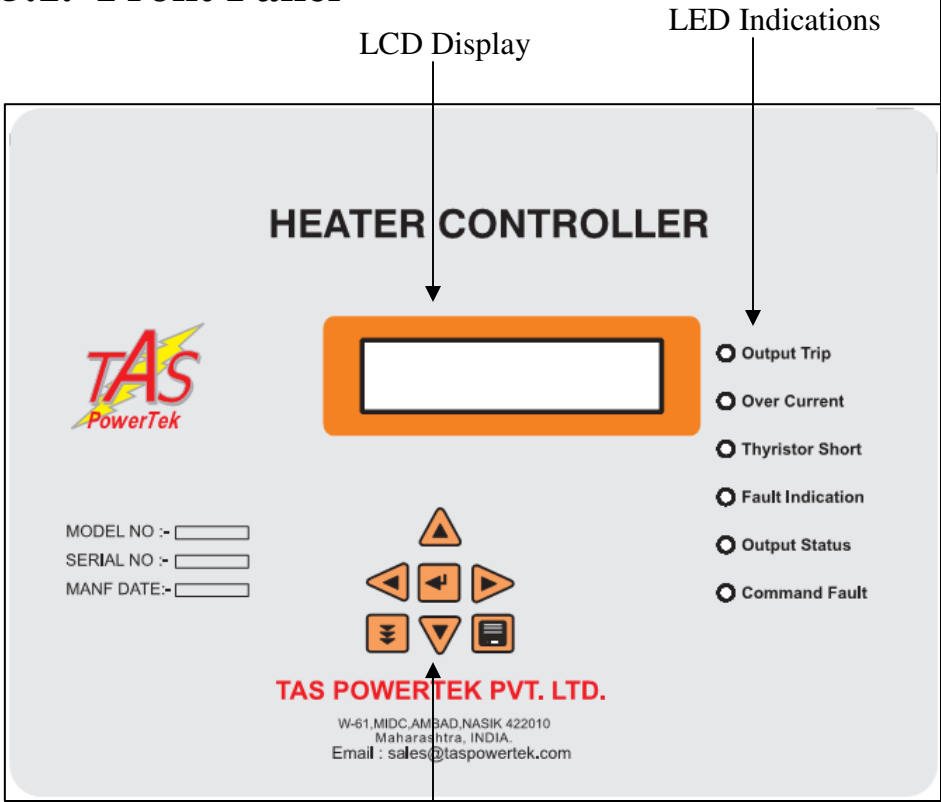 LED Indications
LCD Display
HEATER CONTROLLER
TAS
PowerTek
Output Trip
Over Current
Thyristor Short
Fault Indication
Output Status
Command Fault
MODEL NO :-
SERIAL NO :-
MANF DATE:-
TAS POWERTEK PVT. LTD.
W-61,MIDC,AMBAD,NASIK 422010
Maharashtra, INDIA.
Email : sales@taspowertek.com